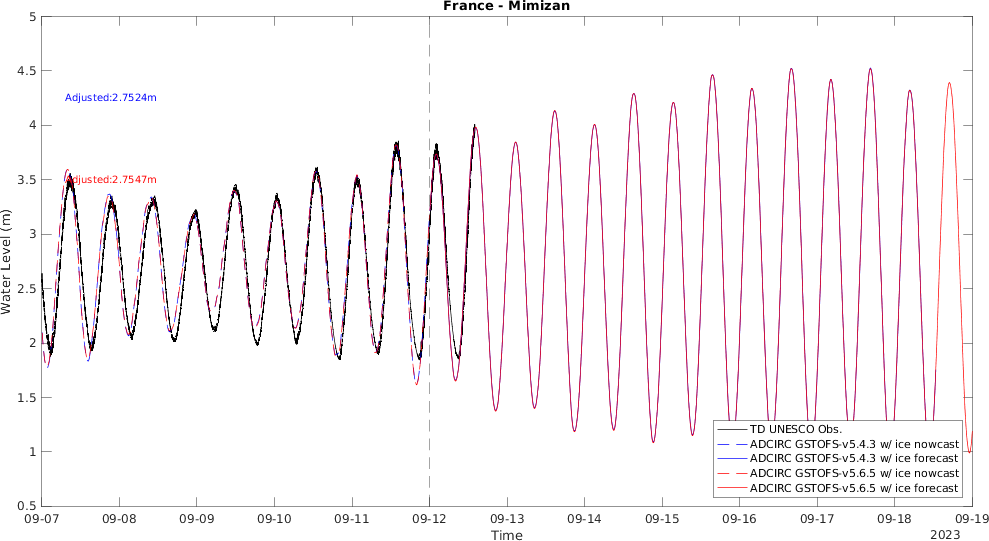 France - Mimizan
5
4.5
4
3.5
3
2.5
2
1.5
1
0.5
Water Level (m)
Adjusted:2.7524m
Adjusted:2.7547m
TD UNESCO Obs.
ADCIRC GSTOFS-v5.4.3 w/ ice nowcast
ADCIRC GSTOFS-v5.4.3 w/ ice forecast
ADCIRC GSTOFS-v5.6.5 w/ ice nowcast
ADCIRC GSTOFS-v5.6.5 w/ ice forecast
09-07 09-08 09-09 09-10 09-11 09-12 09-13 09-14 09-15 09-16 09-17 09-18 09-19
Time
2023